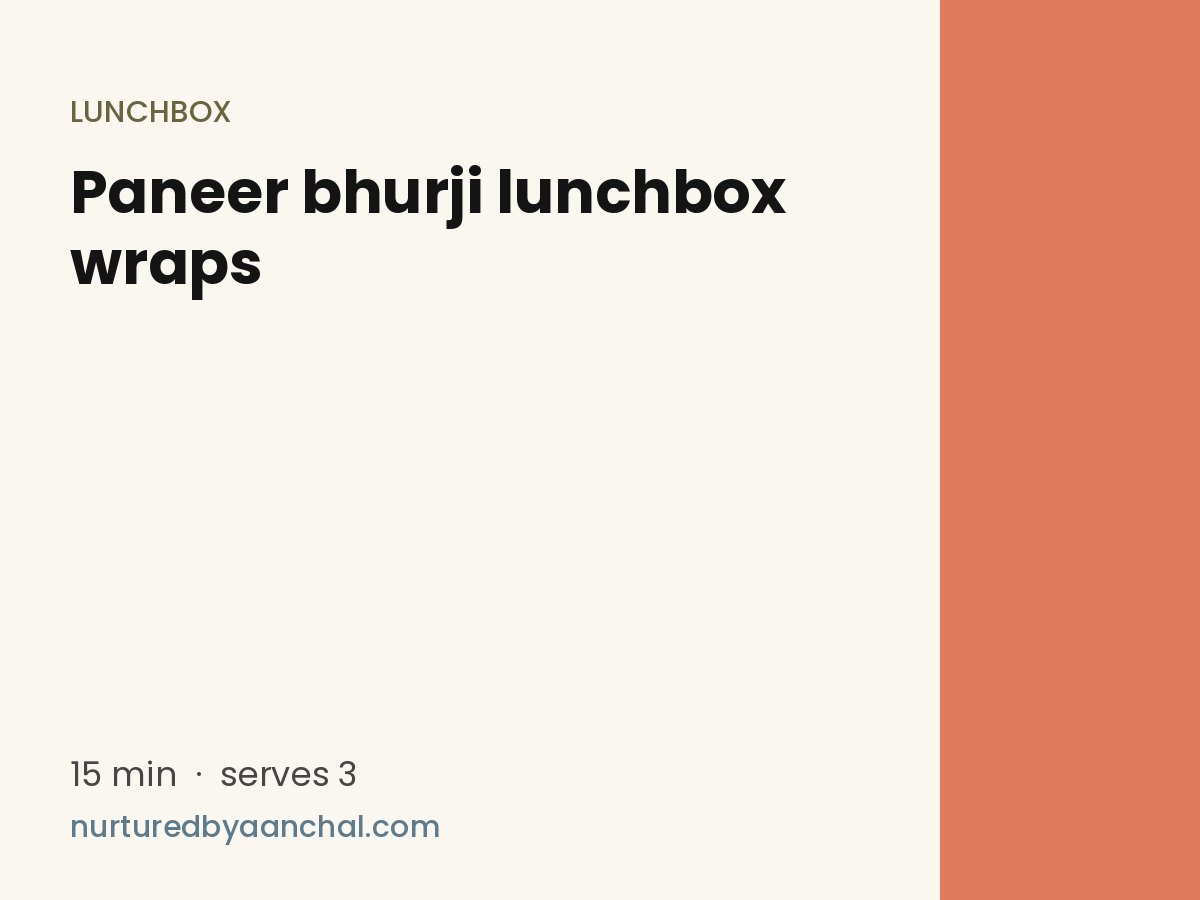 LUNCHBOX
Paneer bhurji lunchbox
wraps
15 min · serves 3
nurturedbyaanchal.com